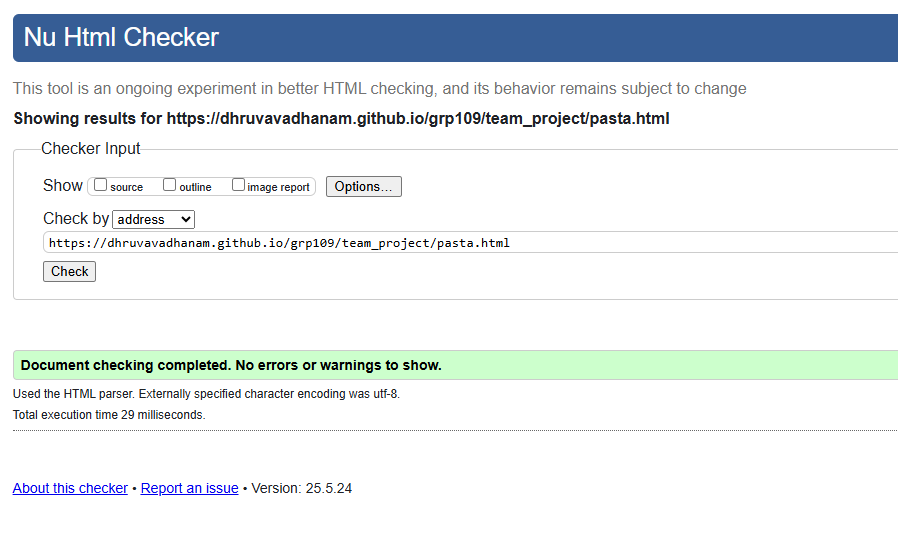 Nu Html Checker
This tool is an ongoing experiment in better HTML checking, and its behavior remains subject to change
Showing results for https://dhruvavadhanam.github.io/grp109/team_project/pasta.html
Checker Input
Show source outline image report Options...
Check by address
https://dhruvavadhanam.github.io/grp109/team_project/pasta.html
Check
Document checking completed. No errors or warnings to show.
Used the HTML parser. Externally specified character encoding was utf-8.
Total execution time 29 milliseconds.
About this checker • Report an issue • Version: 25.5.24